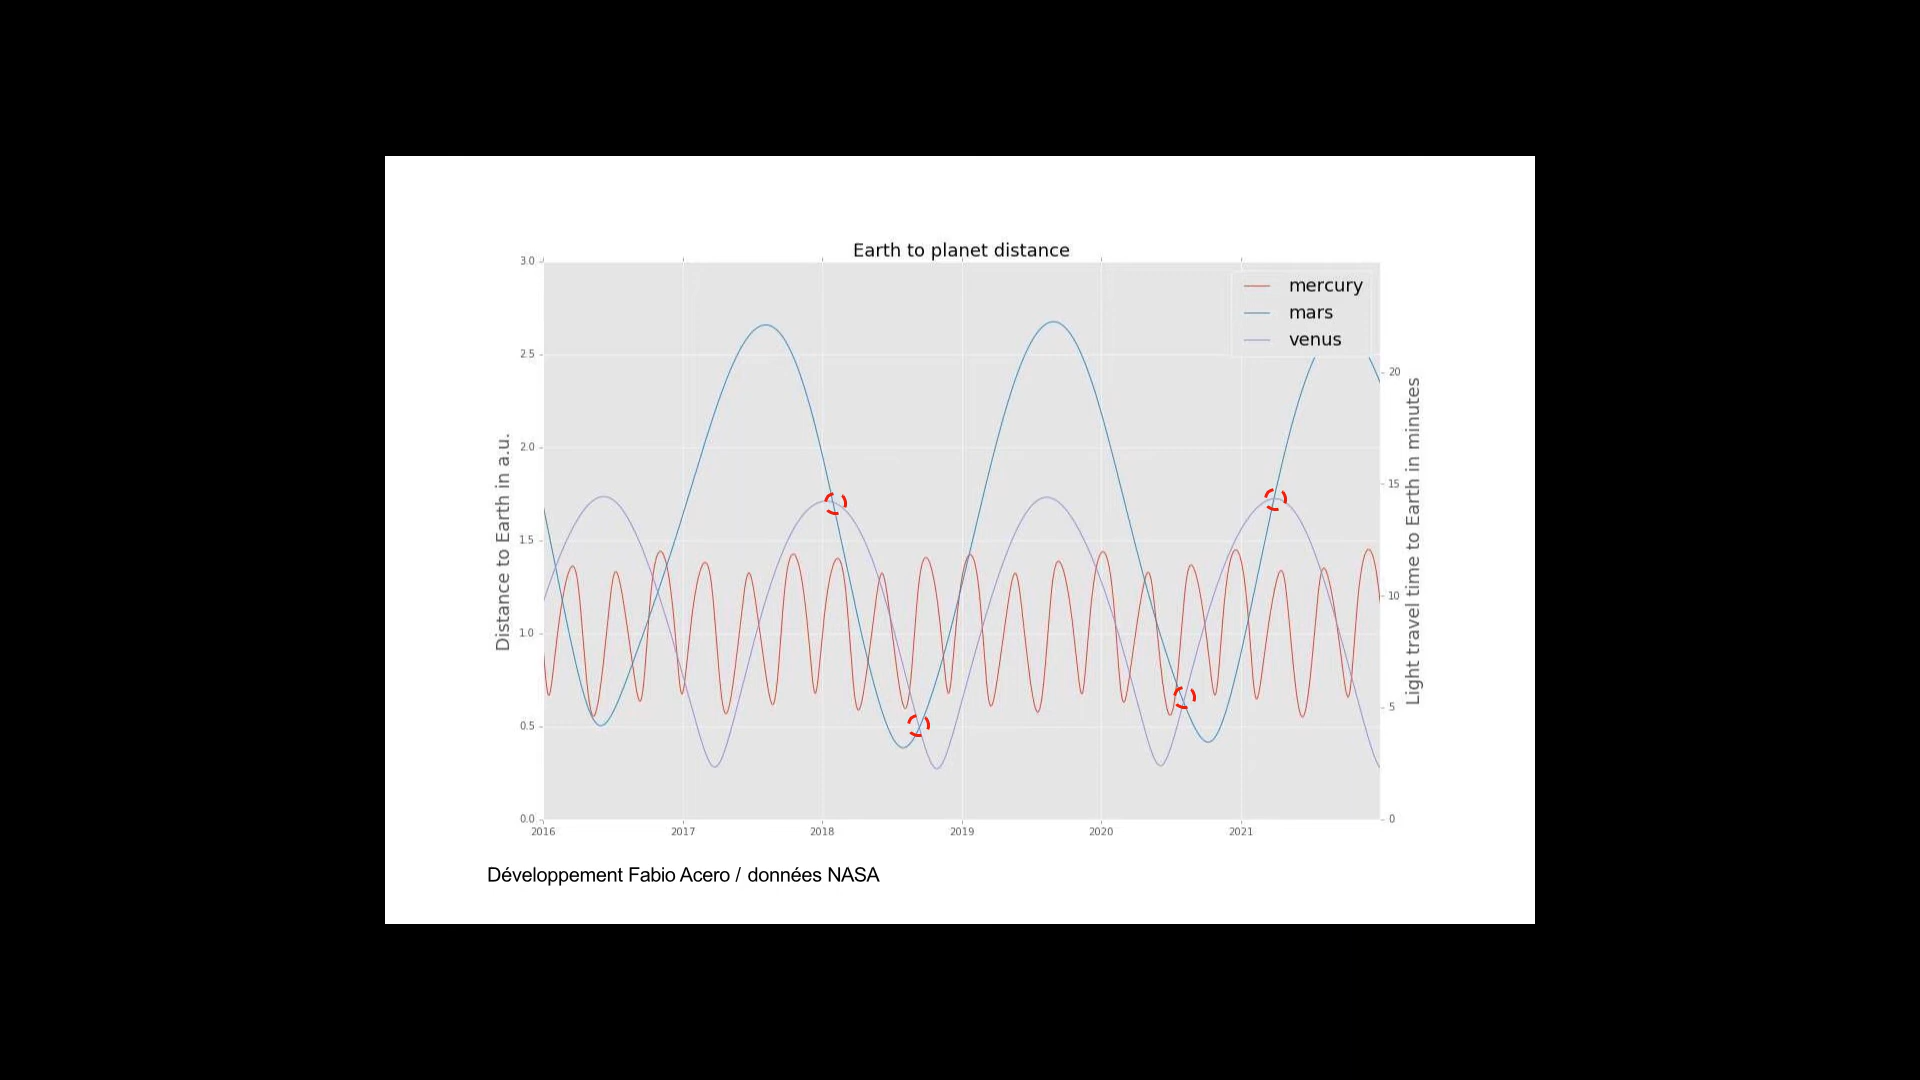 Earth to planet distance
mercury
mars
venus
Distance to Earth in a.u.
3.0
2.5
2.0
1.5
1.0
0.5
0.0
Light travel time to Earth in minutes
20
15
10
5
0
2016 2017 2018 2019 2020 2021
Développement Fabio Acero / données NASA